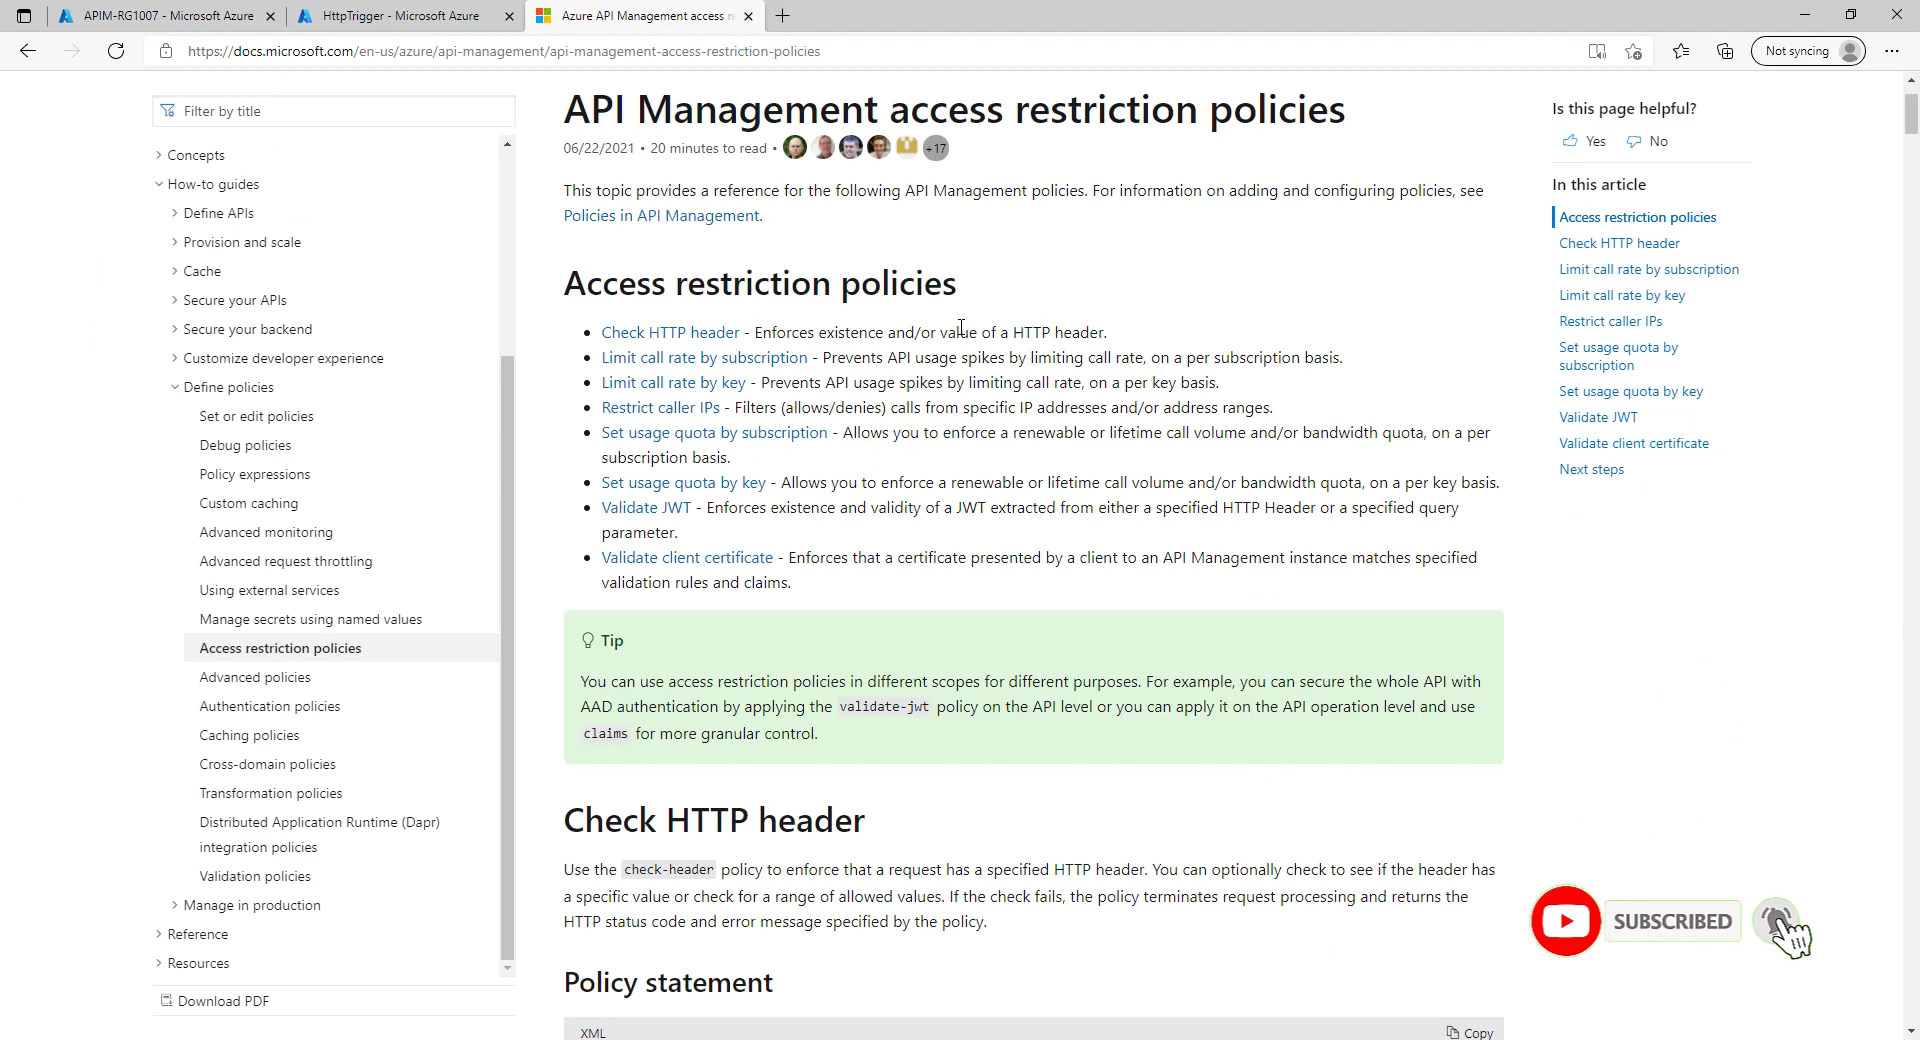 APIM-RG1007 - Microsoft Azure
HttpTrigger - Microsoft Azure
Azure API Management access re
https://docs.microsoft.com/en-us/azure/api-management/api-management-access-restriction-policies
Not syncing
Filter by title
Concepts
How-to guides
Define APIs
Provision and scale
Cache
Secure your APIs
Secure your backend
Customize developer experience
Define policies
Set or edit policies
Debug policies
Policy expressions
Custom caching
Advanced monitoring
Advanced request throttling
Using external services
Manage secrets using named values
Access restriction policies
Advanced policies
Authentication policies
Caching policies
Cross-domain policies
Transformation policies
Distributed Application Runtime (Dapr)
integration policies
Validation policies
Manage in production
Reference
Resources
Download PDF
API Management access restriction policies
06/22/2021 • 20 minutes to read • +17
This topic provides a reference for the following API Management policies. For information on adding and configuring policies, see
Policies in API Management.
Access restriction policies
• Check HTTP header - Enforces existence and/or value of a HTTP header.
• Limit call rate by subscription - Prevents API usage spikes by limiting call rate, on a per subscription basis.
• Limit call rate by key - Prevents API usage spikes by limiting call rate, on a per key basis.
• Restrict caller IPs - Filters (allows/denies) calls from specific IP addresses and/or address ranges.
• Set usage quota by subscription - Allows you to enforce a renewable or lifetime call volume and/or bandwidth quota, on a per
subscription basis.
• Set usage quota by key - Allows you to enforce a renewable or lifetime call volume and/or bandwidth quota, on a per key basis.
• Validate JWT - Enforces existence and validity of a JWT extracted from either a specified HTTP Header or a specified query
parameter.
• Validate client certificate - Enforces that a certificate presented by a client to an API Management instance matches specified
validation rules and claims.
Tip
You can use access restriction policies in different scopes for different purposes. For example, you can secure the whole API with
AAD authentication by applying the validate-jwt policy on the API level or you can apply it on the API operation level and use
claims for more granular control.
Check HTTP header
Use the check-header policy to enforce that a request has a specified HTTP header. You can optionally check to see if the header has
a specific value or check for a range of allowed values. If the check fails, the policy terminates request processing and returns the
HTTP status code and error message specified by the policy.
Policy statement
XML
Copy
Is this page helpful?
Yes No
In this article
Access restriction policies
Check HTTP header
Limit call rate by subscription
Limit call rate by key
Restrict caller IPs
Set usage quota by
subscription
Set usage quota by key
Validate JWT
Validate client certificate
Next steps
SUBSCRIBED